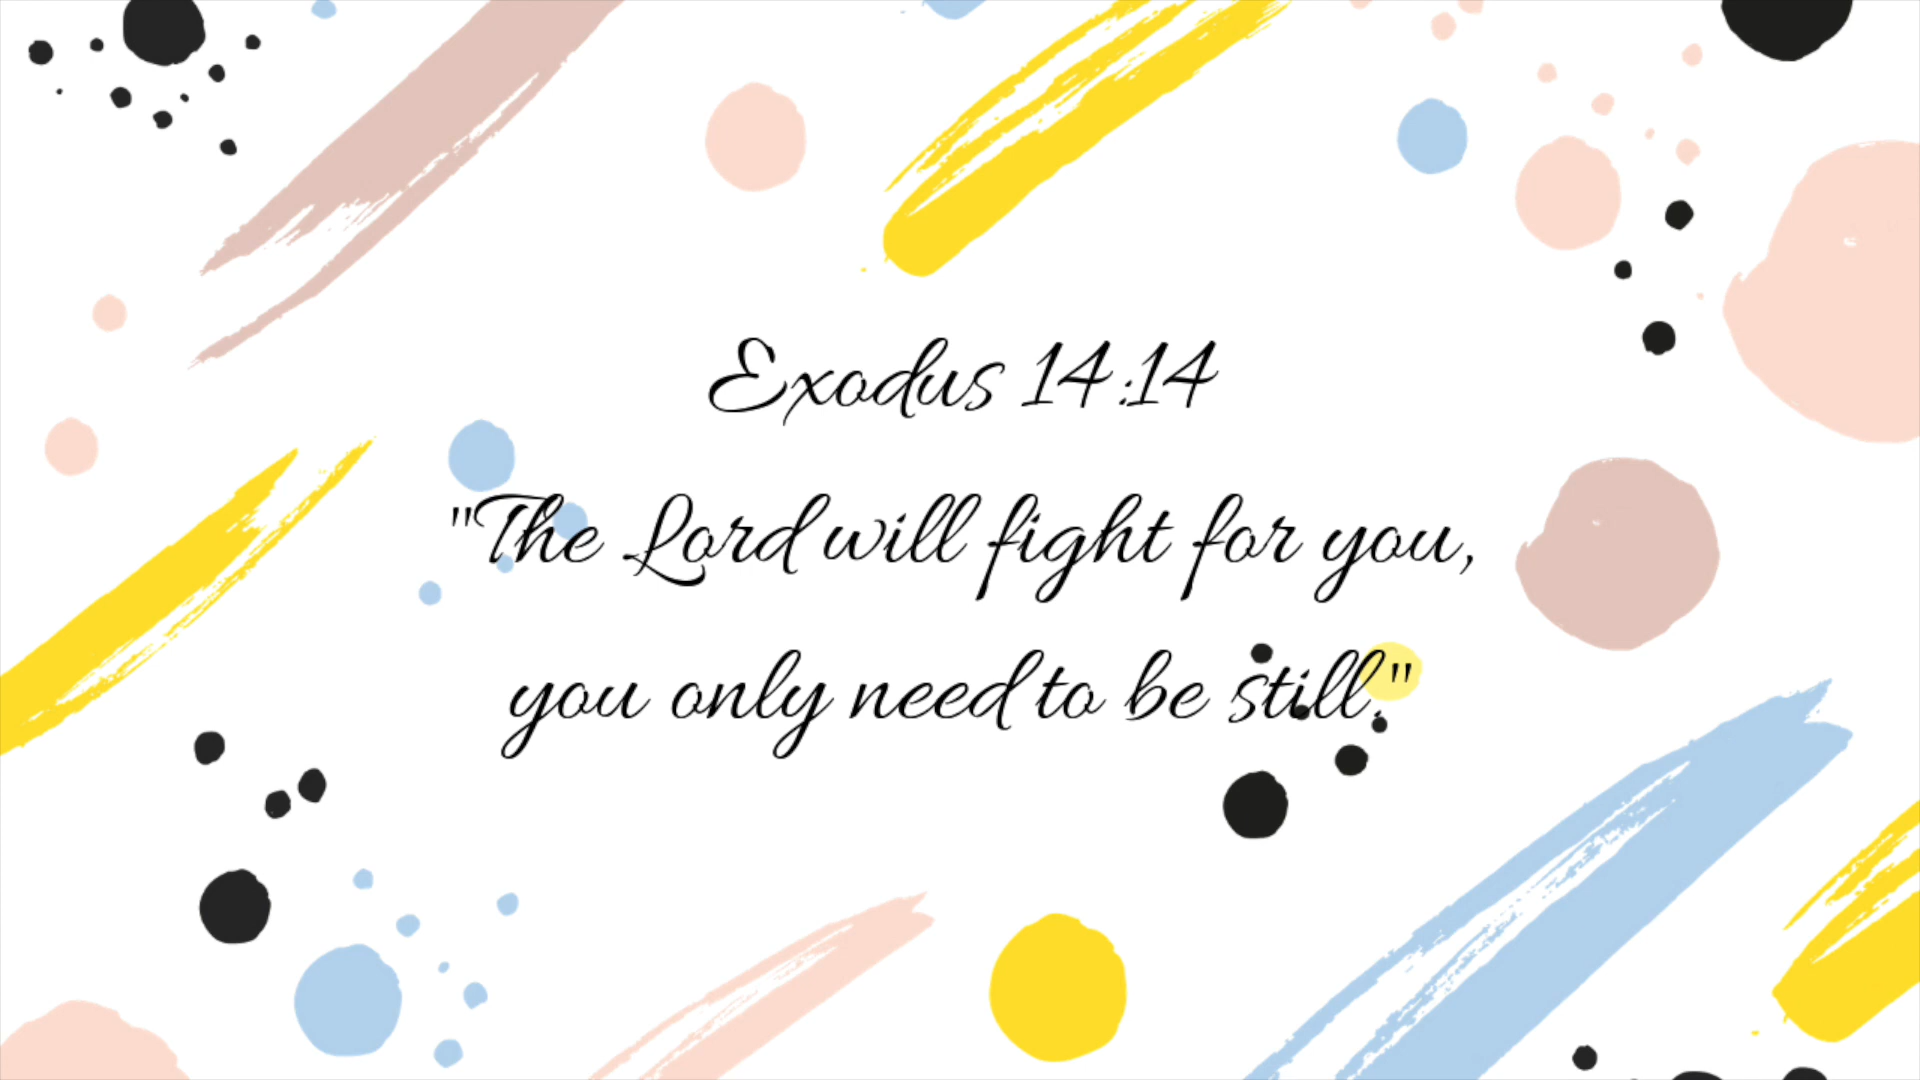 Exodus 14:14
"The Lord will fight for you,
you only need to be still."